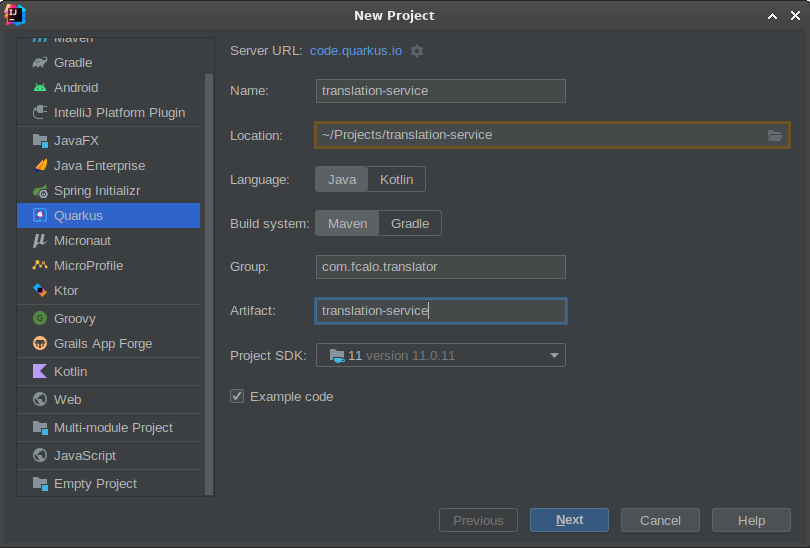 New Project
Maven
Gradle
Android
IntelliJ Platform Plugin
JavaFX
Java Enterprise
Spring Initializr
Quarkus
Micronaut
MicroProfile
Ktor
Groovy
Grails App Forge
Kotlin
Web
Multi-module Project
JavaScript
Empty Project
Server URL: code.quarkus.io
Name: translation-service
Location: ~/Projects/translation-service
Language: Java Kotlin
Build system: Maven Gradle
Group: com.fcalo.translator
Artifact: translation-service
Project SDK: 11 version 11.0.11
Example code
Previous Next Cancel Help